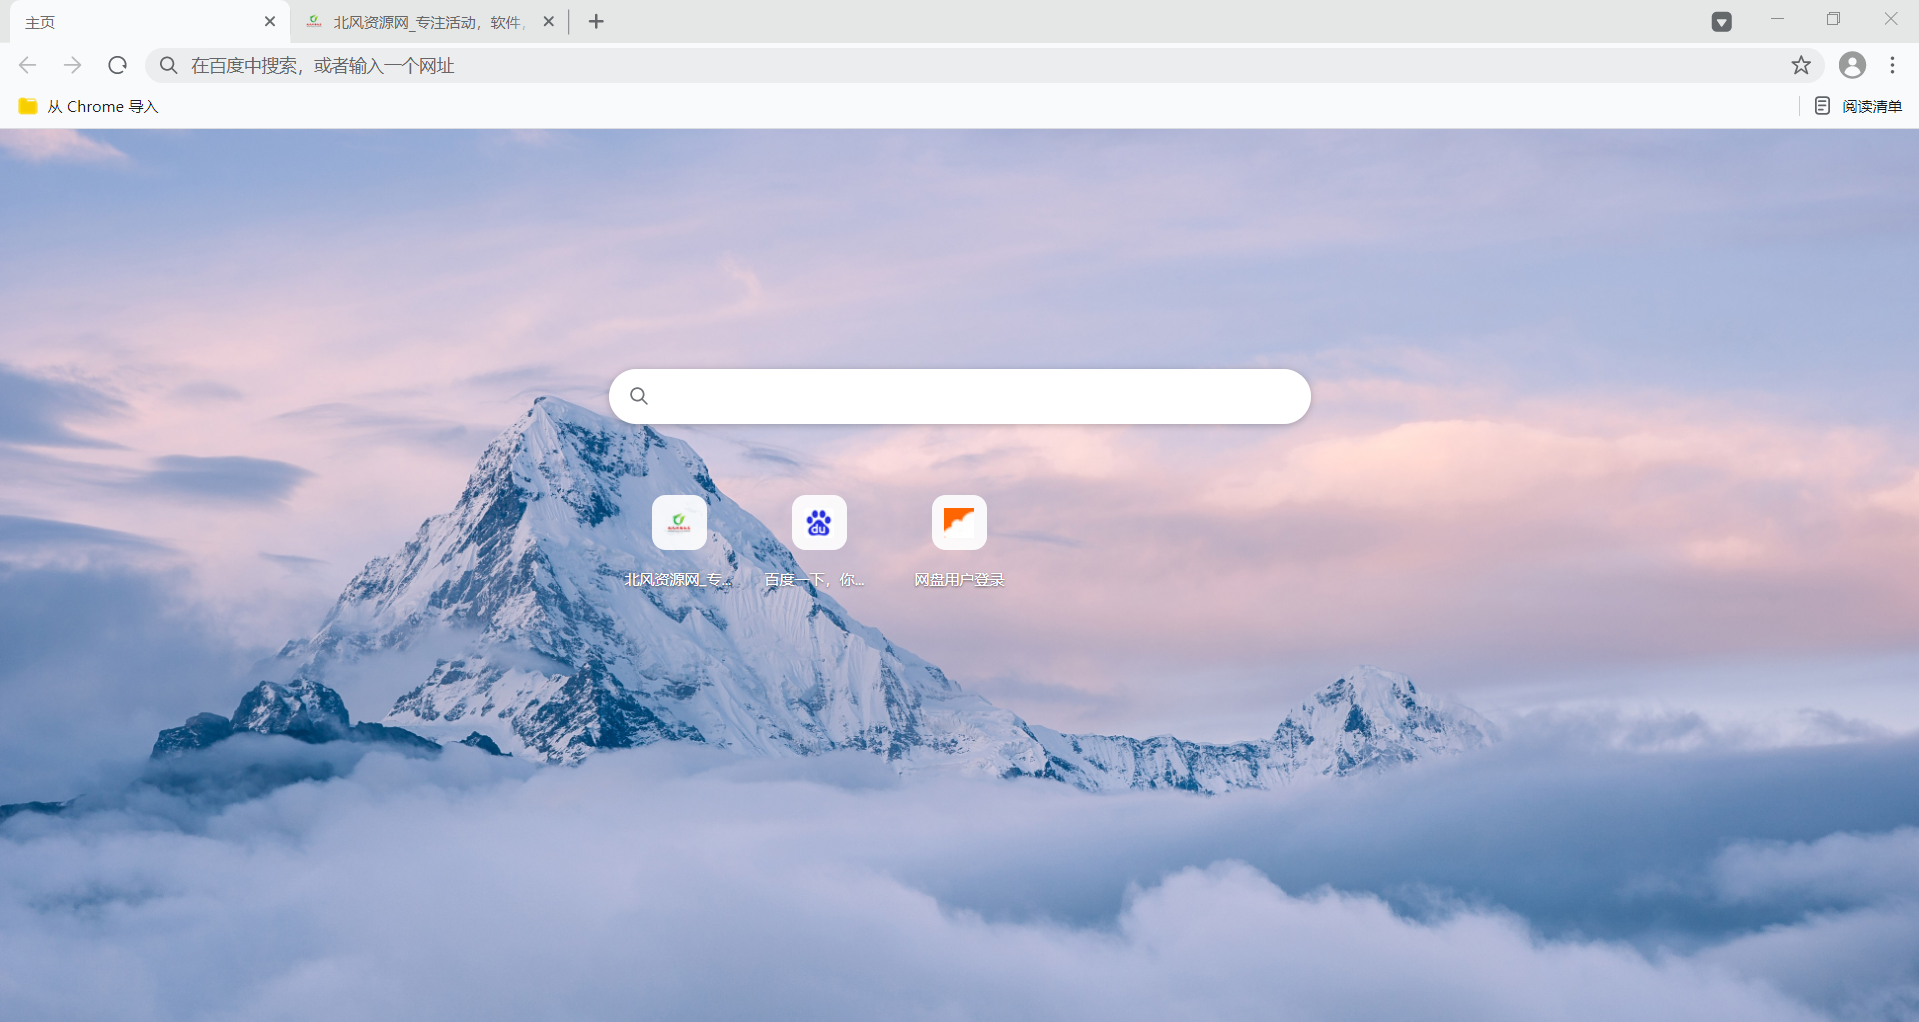 主页
北风资源网_专注活动，软件，
在百度中搜索，或者输入一个网址
从 Chrome 导入
阅读清单
du
北风资源网_专...
百度一下，你...
网盘用户登录